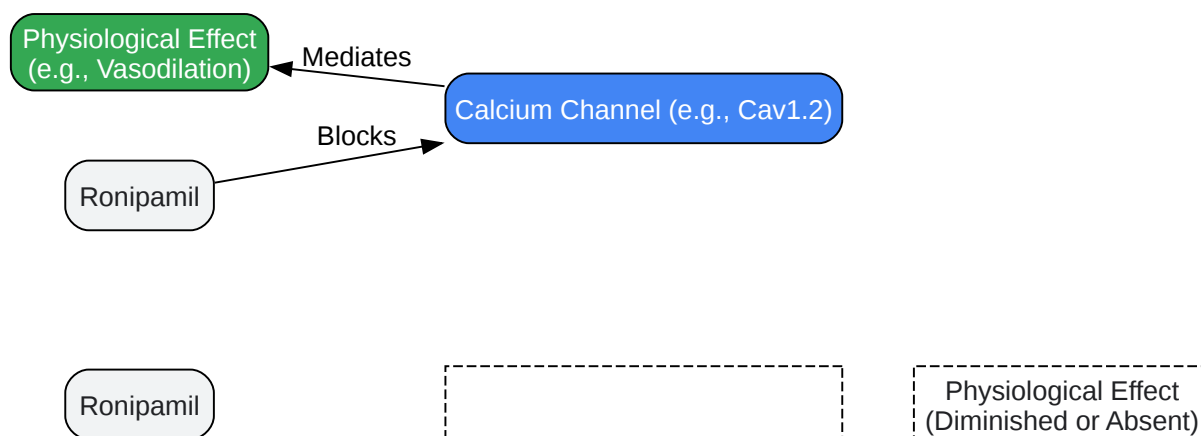 Physiological Effect
(e.g., Vasodilation)
Mediates
Calcium Channel (e.g., Cav1.2)
Blocks
Ronipamil
Ronipamil
Physiological Effect
(Diminished or Absent)